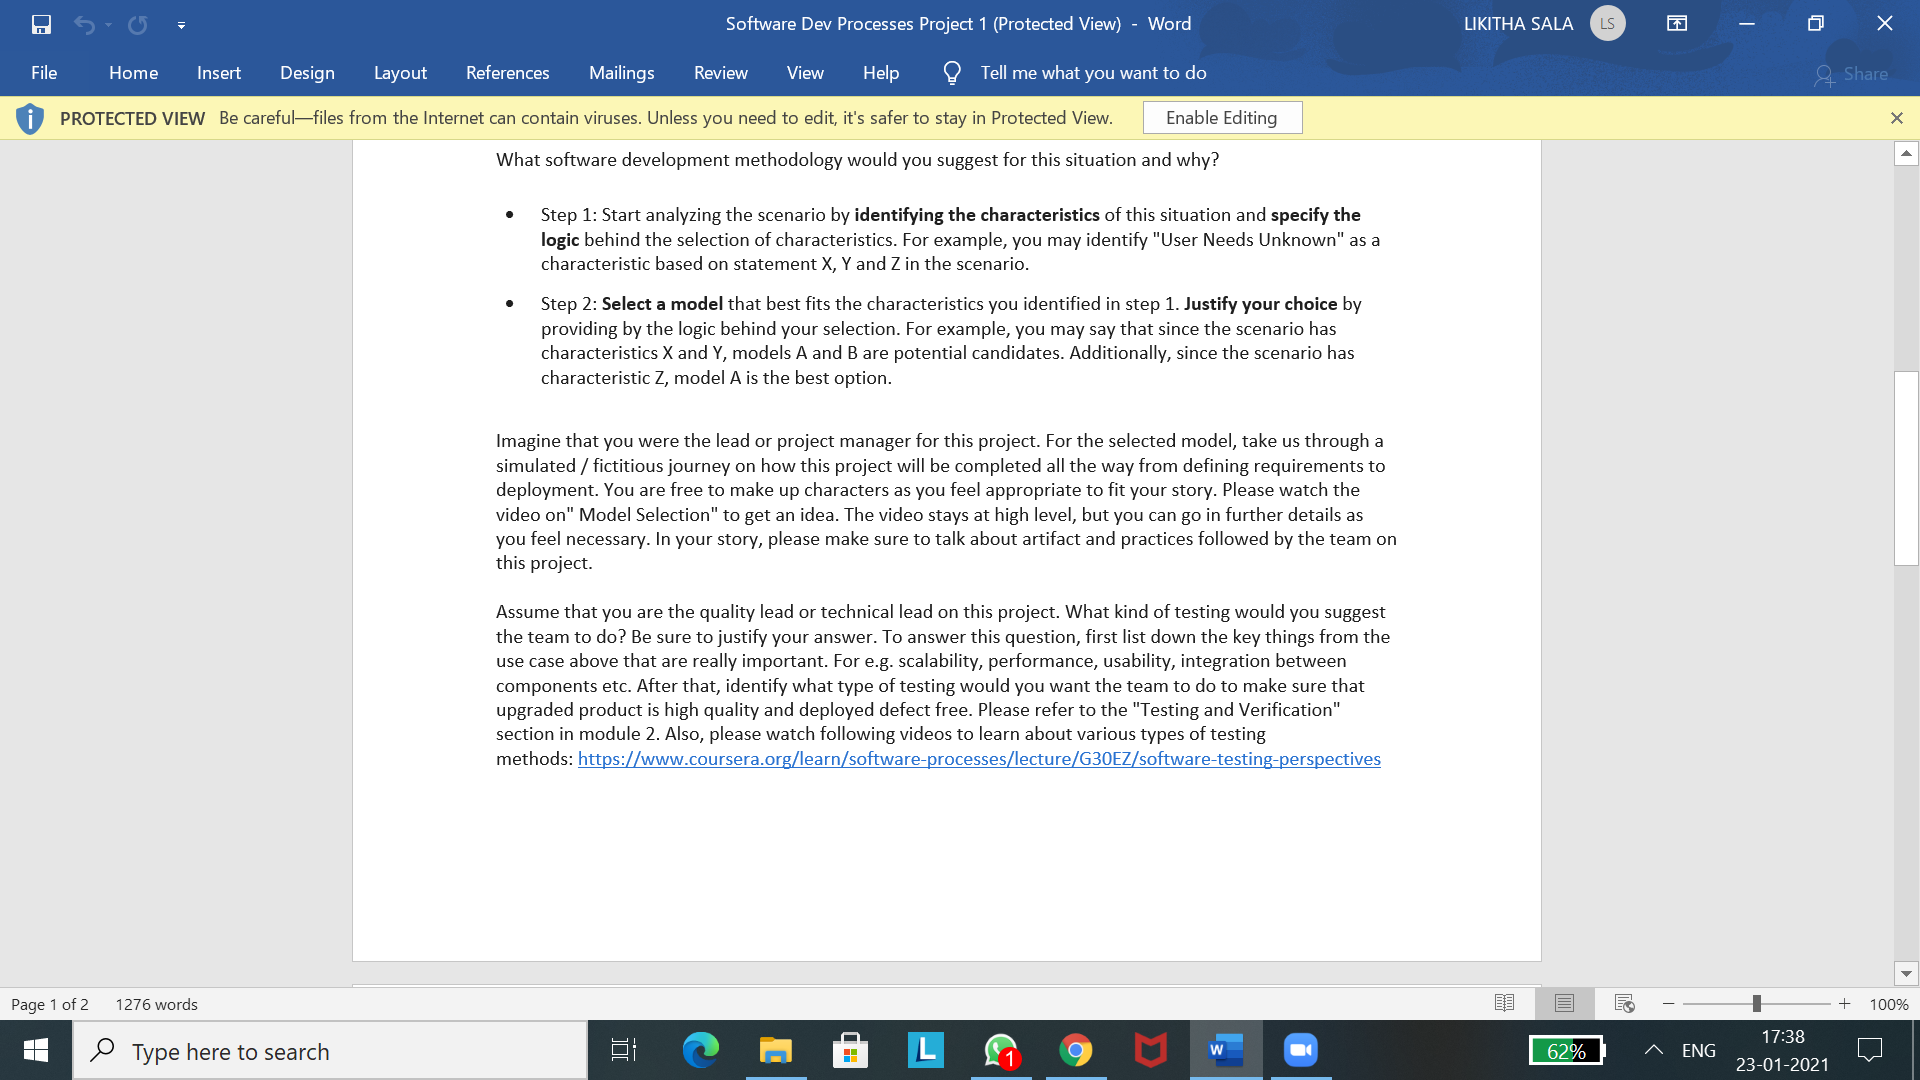 Software Dev Processes Project 1 (Protected View) - Word
LIKITHA SALA
LS
File
Home
Insert
Design
Layout
References
Mailings
Review
View
Help
Tell me what you want to do
Share
PROTECTED VIEW Be careful—files from the Internet can contain viruses. Unless you need to edit, it's safer to stay in Protected View.
Enable Editing
What software development methodology would you suggest for this situation and why?
• Step 1: Start analyzing the scenario by identifying the characteristics of this situation and specify the
logic behind the selection of characteristics. For example, you may identify "User Needs Unknown" as a
characteristic based on statement X, Y and Z in the scenario.
• Step 2: Select a model that best fits the characteristics you identified in step 1. Justify your choice by
providing by the logic behind your selection. For example, you may say that since the scenario has
characteristics X and Y, models A and B are potential candidates. Additionally, since the scenario has
characteristic Z, model A is the best option.
Imagine that you were the lead or project manager for this project. For the selected model, take us through a
simulated / fictitious journey on how this project will be completed all the way from defining requirements to
deployment. You are free to make up characters as you feel appropriate to fit your story. Please watch the
video on" Model Selection" to get an idea. The video stays at high level, but you can go in further details as
you feel necessary. In your story, please make sure to talk about artifact and practices followed by the team on
this project.
Assume that you are the quality lead or technical lead on this project. What kind of testing would you suggest
the team to do? Be sure to justify your answer. To answer this question, first list down the key things from the
use case above that are really important. For e.g. scalability, performance, usability, integration between
components etc. After that, identify what type of testing would you want the team to do to make sure that
upgraded product is high quality and deployed defect free. Please refer to the "Testing and Verification"
section in module 2. Also, please watch following videos to learn about various types of testing
methods: https://www.coursera.org/learn/software-processes/lecture/G30EZ/software-testing-perspectives
Page 1 of 2
1276 words
100%
Type here to search
L
1
W
62%
ENG
17:38
23-01-2021